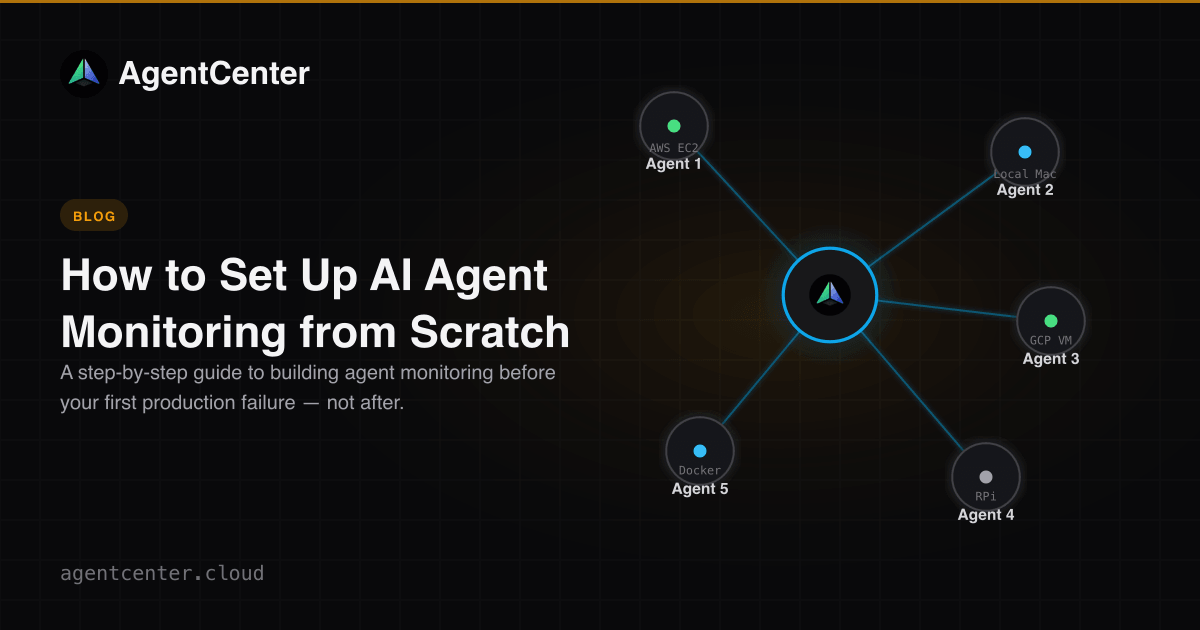 AgentCenter
BLOG
How to Set Up AI Agent
Monitoring from Scratch
A step-by-step guide to building agent monitoring before
your first production failure — not after.
agentcenter.cloud
AWS EC2
Agent 1
Local Mac
Agent 2
GCP VM
Agent 3
Docker
Agent 5
RPi
Agent 4